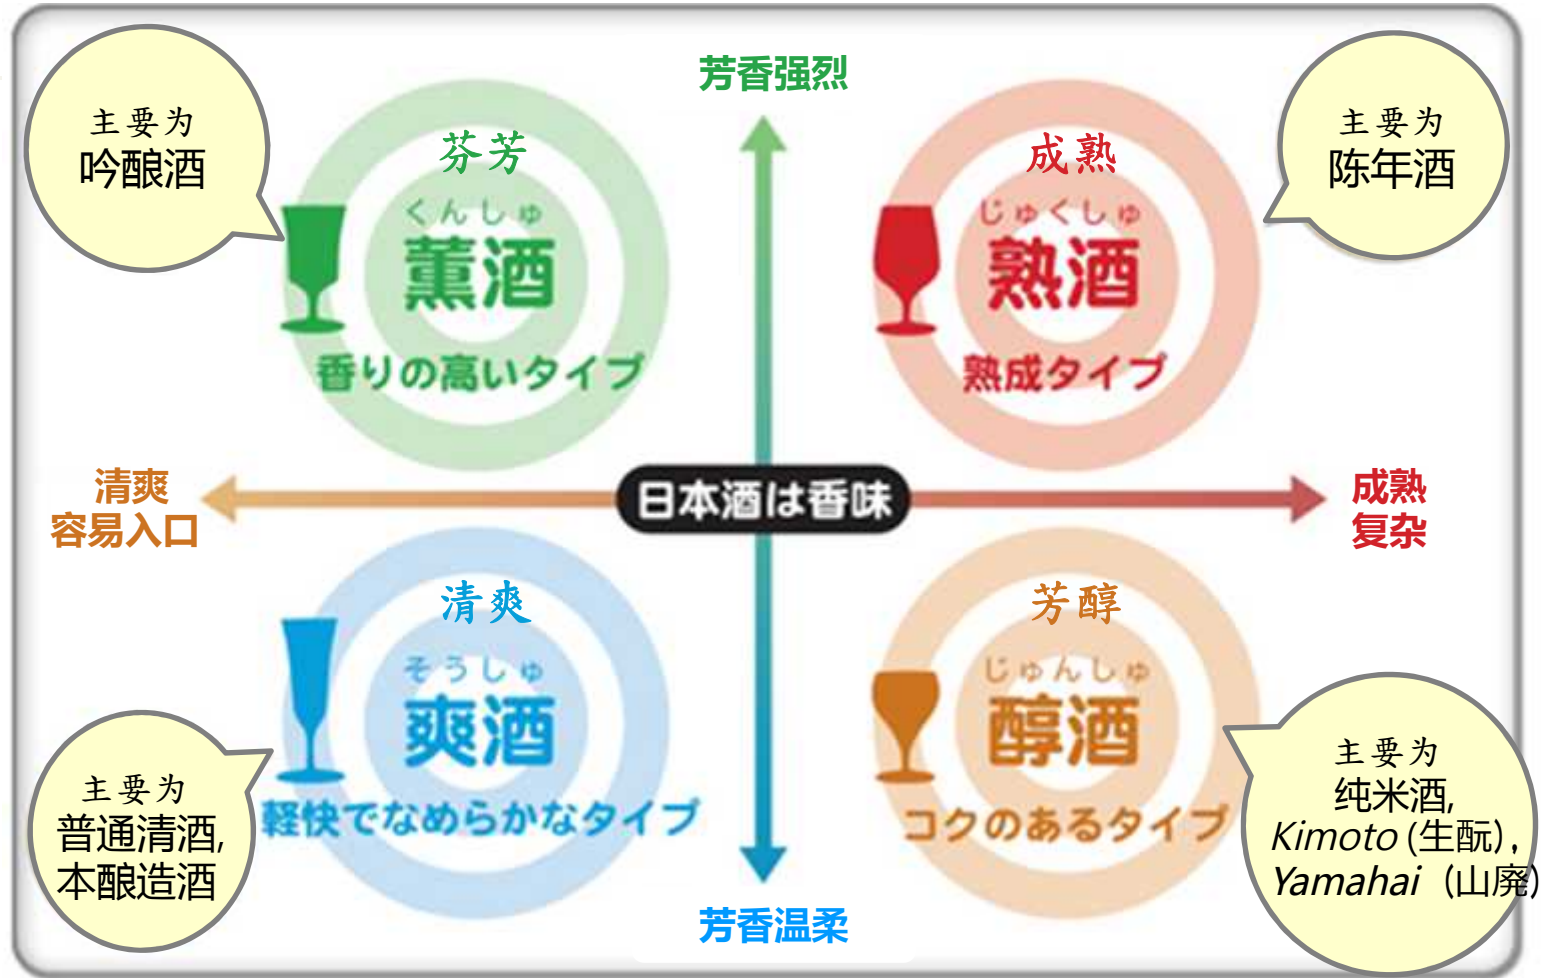 芳香强烈
主要为
吟酿酒
芬芳
くんしゅ
薫酒
香りの高いタイプ
成熟
じゅくしゅ
熟酒
熟成タイプ
主要为
陈年酒
清爽
容易入口
日本酒は香味
成熟
复杂
清爽
そうしゅ
爽酒
軽快でなめらかなタイプ
主要为
普通清酒,
本酿造酒
芳醇
じゅんしゅ
醇酒
コクのあるタイプ
主要为
纯米酒,
Kimoto (生酛),
Yamahai (山廃)
芳香温柔